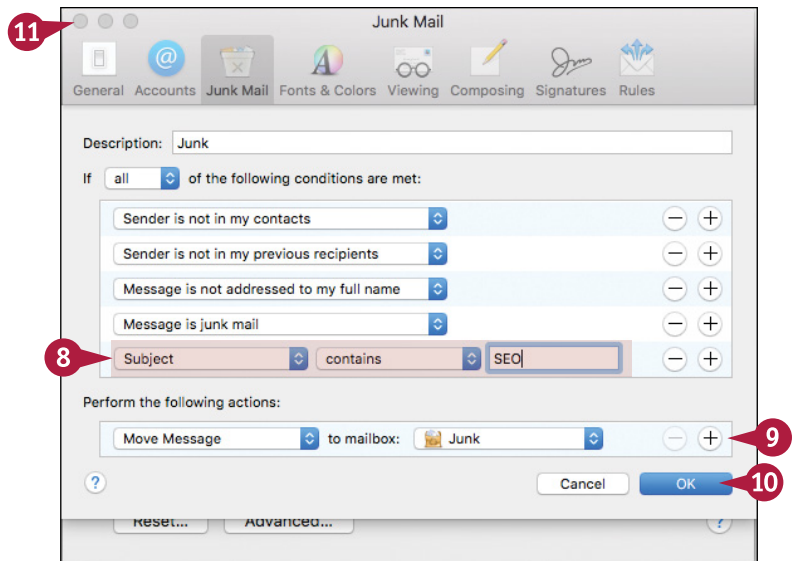 11
Junk Mail
General Accounts Junk Mail Fonts & Colors Viewing Composing Signatures Rules
Description: Junk
If all of the following conditions are met:
Sender is not in my contacts
Sender is not in my previous recipients
Message is not addressed to my full name
Message is junk mail
8 Subject contains SEO
Perform the following actions:
Move Message to mailbox: Junk 9
? Cancel OK 10
Reset... Advanced... ?